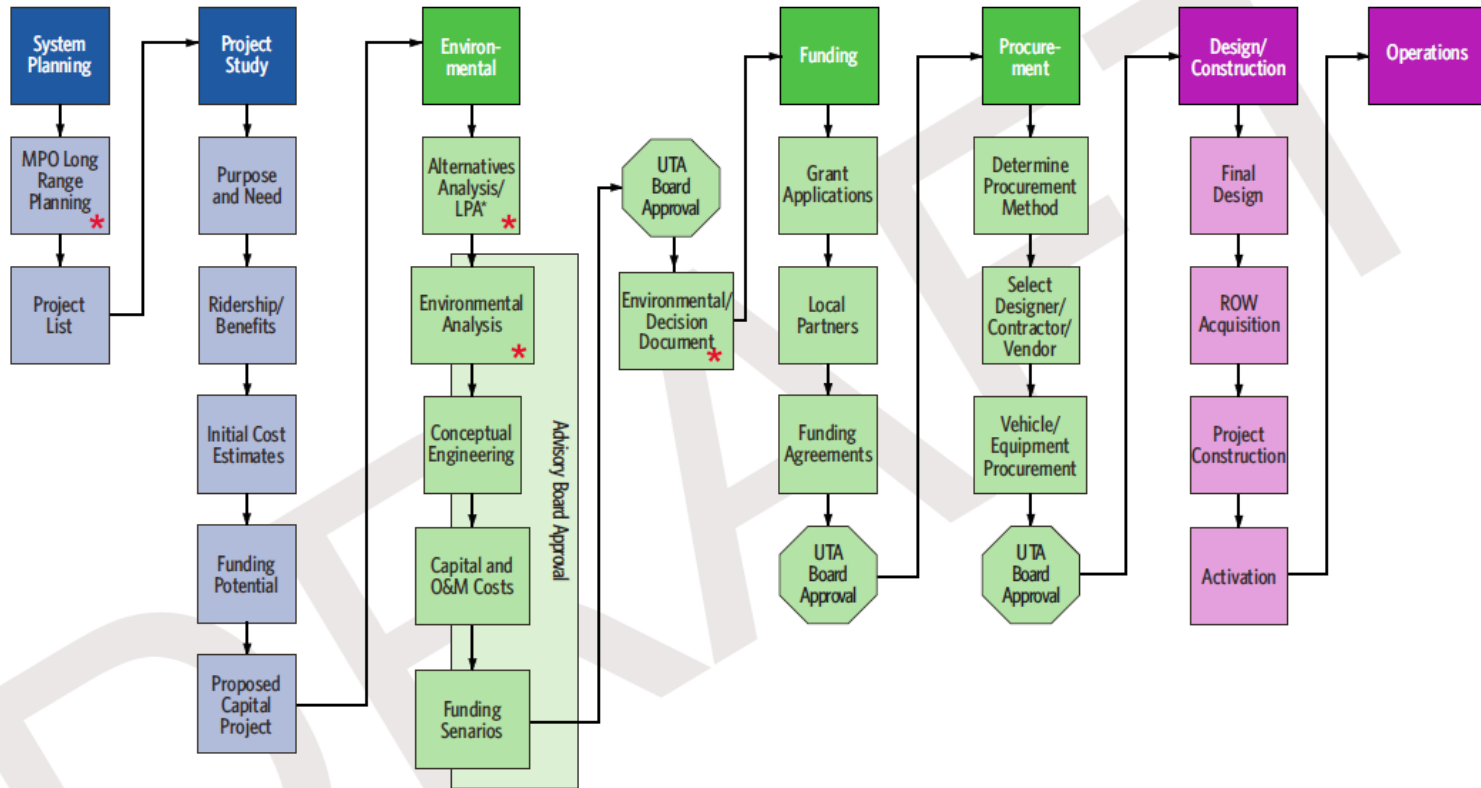 System
Planning
MPO Long
Range
Planning
*
Project
List
Project
Study
Purpose
and Need
Ridership/
Benefits
Initial Cost
Estimates
Funding
Potential
Proposed
Capital
Project
Environ-
mental
Alternatives
Analysis/
LPA*
*
Environmental
Analysis
*
Conceptual
Engineering
Capital and
O&M Costs
Funding
Senarios
Advisory Board Approval
UTA
Board
Approval
Environmental/
Decision
Document
*
Funding
Grant
Applications
Local
Partners
Funding
Agreements
UTA
Board
Approval
Procure-
ment
Determine
Procurement
Method
Select
Designer/
Contractor/
Vendor
Vehicle/
Equipment
Procurement
UTA
Board
Approval
Design/
Construction
Final
Design
ROW
Acquisition
Project
Construction
Activation
Operations
DRAFT